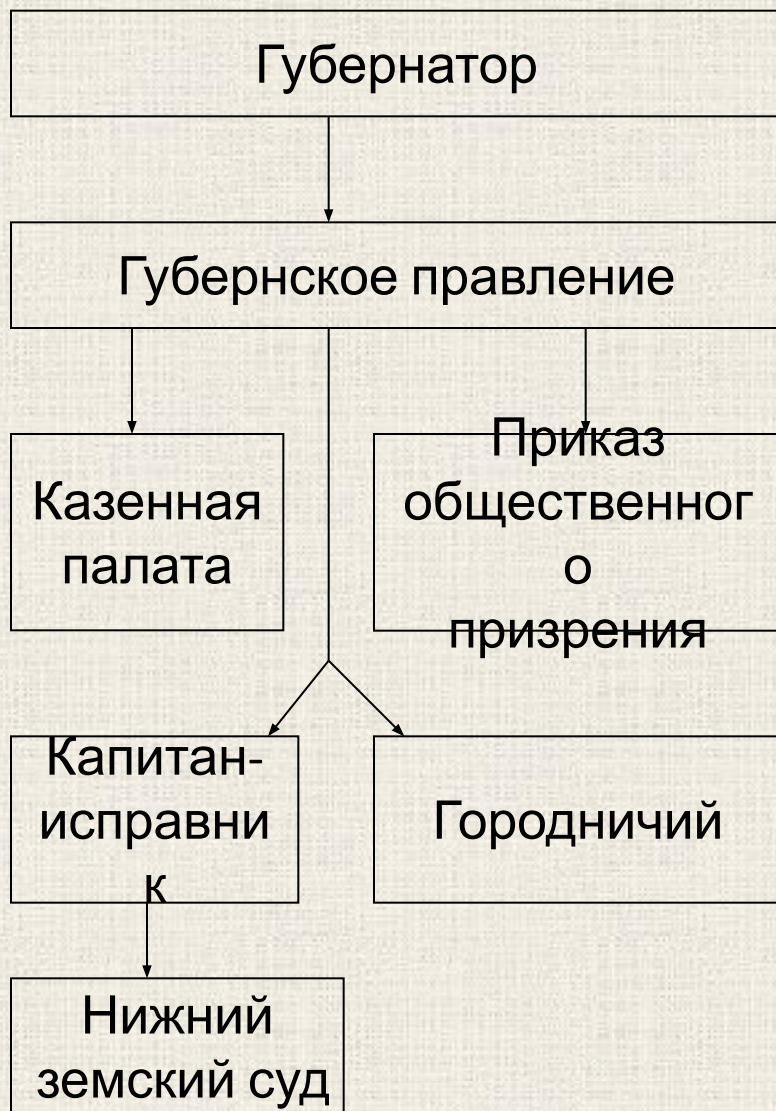 Губернатор
Губернское правление
Казенная
палата
Приказ
общественног
о
призрения
Капитан-
исправни
к
Городничий
Нижний
земский суд